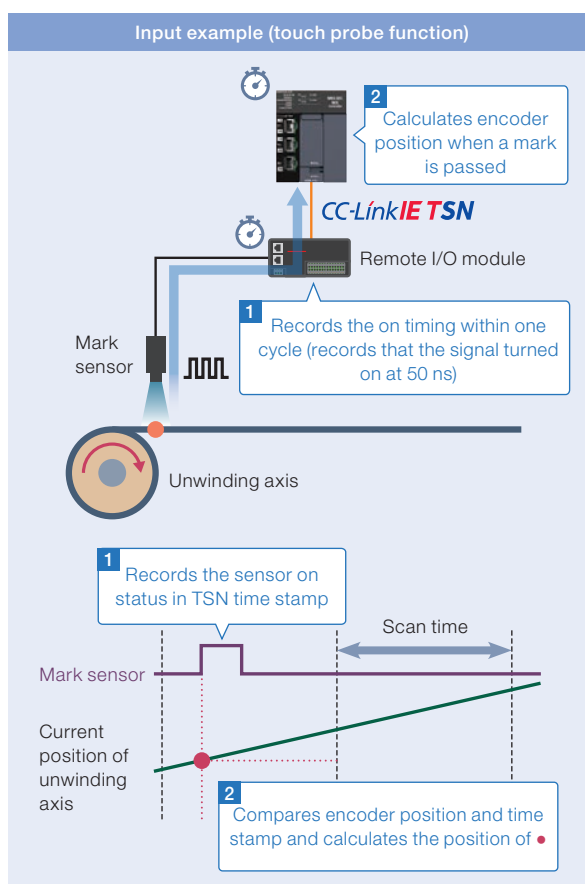 Input example (touch probe function)
2
Calculates encoder
position when a mark
is passed
CC-Link IE TSN
Remote I/O module
1
Records the on timing within one
cycle (records that the signal turned
on at 50 ns)
Mark
sensor
Unwinding axis
1
Records the sensor on
status in TSN time stamp
Scan time
Mark sensor
Current
position of
unwinding
axis
2
Compares encoder position and time
stamp and calculates the position of ●